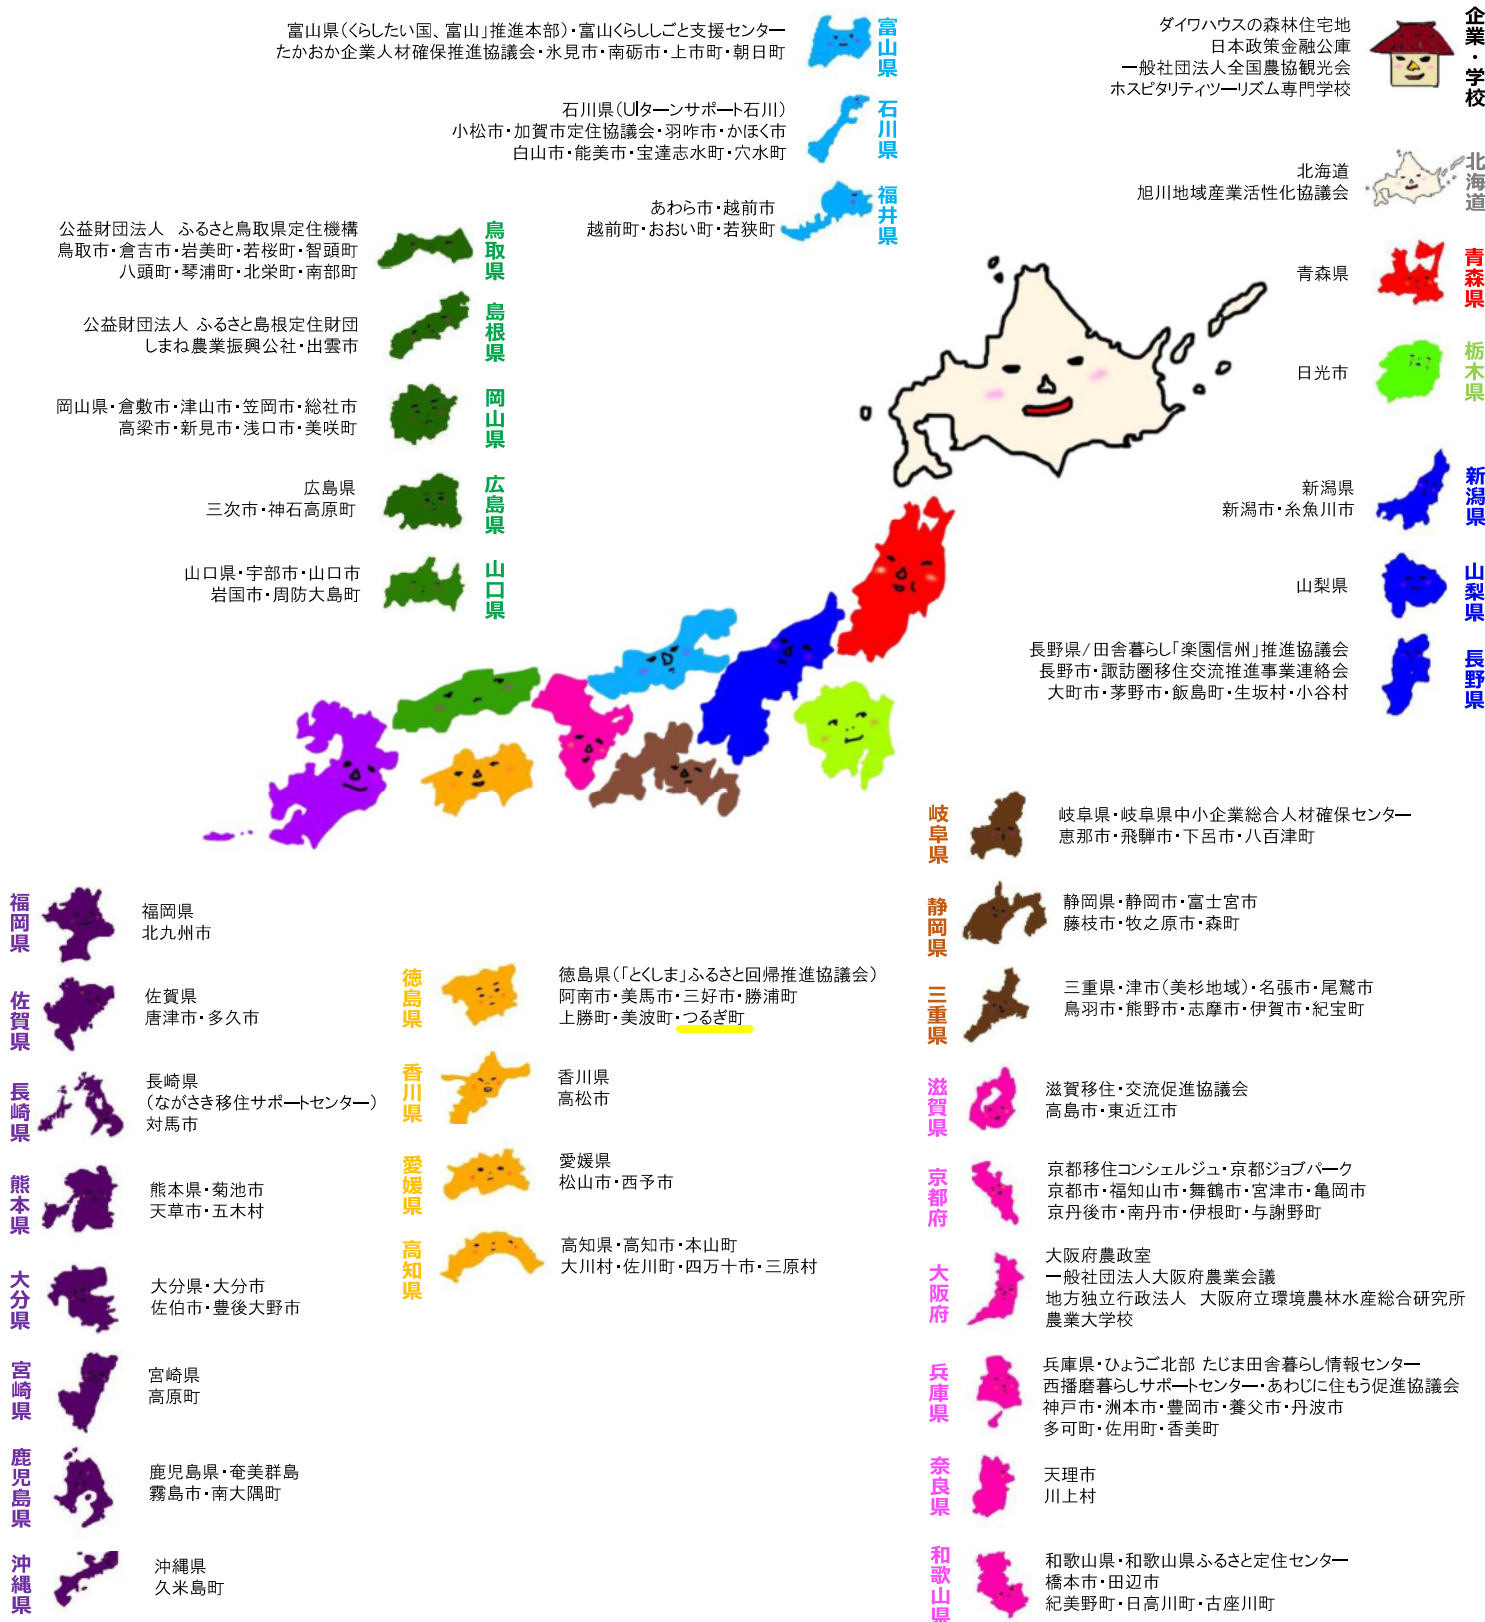 富山県
富山県（くらしたい国、富山」推進本部）・富山くらししごと支援センター
たかおか企業人材確保推進協議会・氷見市・南砺市・上市町・朝日町
石川県
石川県（UIターンサポート石川）
小松市・加賀市定住協議会・羽咋市・かほく市
白山市・能美市・宝達志水町・穴水町
福井県
あわら市・越前市
越前町・おおい町・若狭町
企業・学校
ダイワハウスの森林住宅地
日本政策金融公庫
一般社団法人全国農協観光会
ホスピタリティツーリズム専門学校
北海道
北海道
旭川地域産業活性化協議会
青森県
青森県
栃木県
日光市
新潟県
新潟県
新潟市・糸魚川市
山梨県
山梨県
長野県
長野県/田舎暮らし「楽園信州」推進協議会
長野市・諏訪圏移住交流推進事業連絡会
大町市・茅野市・飯島町・生坂村・小谷村
鳥取県
公益財団法人　ふるさと鳥取県定住機構
鳥取市・倉吉市・岩美町・若桜町・智頭町
八頭町・琴浦町・北栄町・南部町
島根県
公益財団法人 ふるさと島根定住財団
しまね農業振興公社・出雲市
岡山県
岡山県・倉敷市・津山市・笠岡市・総社市
高梁市・新見市・浅口市・美咲町
広島県
広島県
三次市・神石高原町
山口県
山口県・宇部市・山口市
岩国市・周防大島町
福岡県
福岡県
北九州市
佐賀県
佐賀県
唐津市・多久市
長崎県
長崎県
（ながさき移住サポートセンター）
対馬市
熊本県
熊本県・菊池市
天草市・五木村
大分県
大分県・大分市
佐伯市・豊後大野市
宮崎県
宮崎県
高原町
鹿児島県
鹿児島県・奄美群島
霧島市・南大隅町
沖縄県
沖縄県
久米島町
徳島県
徳島県（「とくしま」ふるさと回帰推進協議会）
阿南市・美馬市・三好市・勝浦町
上勝町・美波町・つるぎ町
香川県
香川県
高松市
愛媛県
愛媛県
松山市・西予市
高知県
高知県・高知市・本山町
大川村・佐川町・四万十市・三原村
岐阜県
岐阜県・岐阜県中小企業総合人材確保センター
恵那市・飛騨市・下呂市・八百津町
静岡県
静岡県・静岡市・富士宮市
藤枝市・牧之原市・森町
三重県
三重県・津市（美杉地域）・名張市・尾鷲市
鳥羽市・熊野市・志摩市・伊賀市・紀宝町
滋賀県
滋賀移住・交流促進協議会
高島市・東近江市
京都府
京都移住コンシェルジュ・京都ジョブパーク
京都市・福知山市・舞鶴市・宮津市・亀岡市
京丹後市・南丹市・伊根町・与謝野町
大阪府
大阪府農政室
一般社団法人大阪府農業会議
地方独立行政法人　大阪府立環境農林水産総合研究所
農業大学校
兵庫県
兵庫県・ひょうご北部 たじま田舎暮らし情報センター
西播磨暮らしサポートセンター・あわじに住もう促進協議会
神戸市・洲本市・豊岡市・養父市・丹波市
多可町・佐用町・香美町
奈良県
天理市
川上村
和歌山県
和歌山県・和歌山県ふるさと定住センター
橋本市・田辺市
紀美野町・日高川町・古座川町